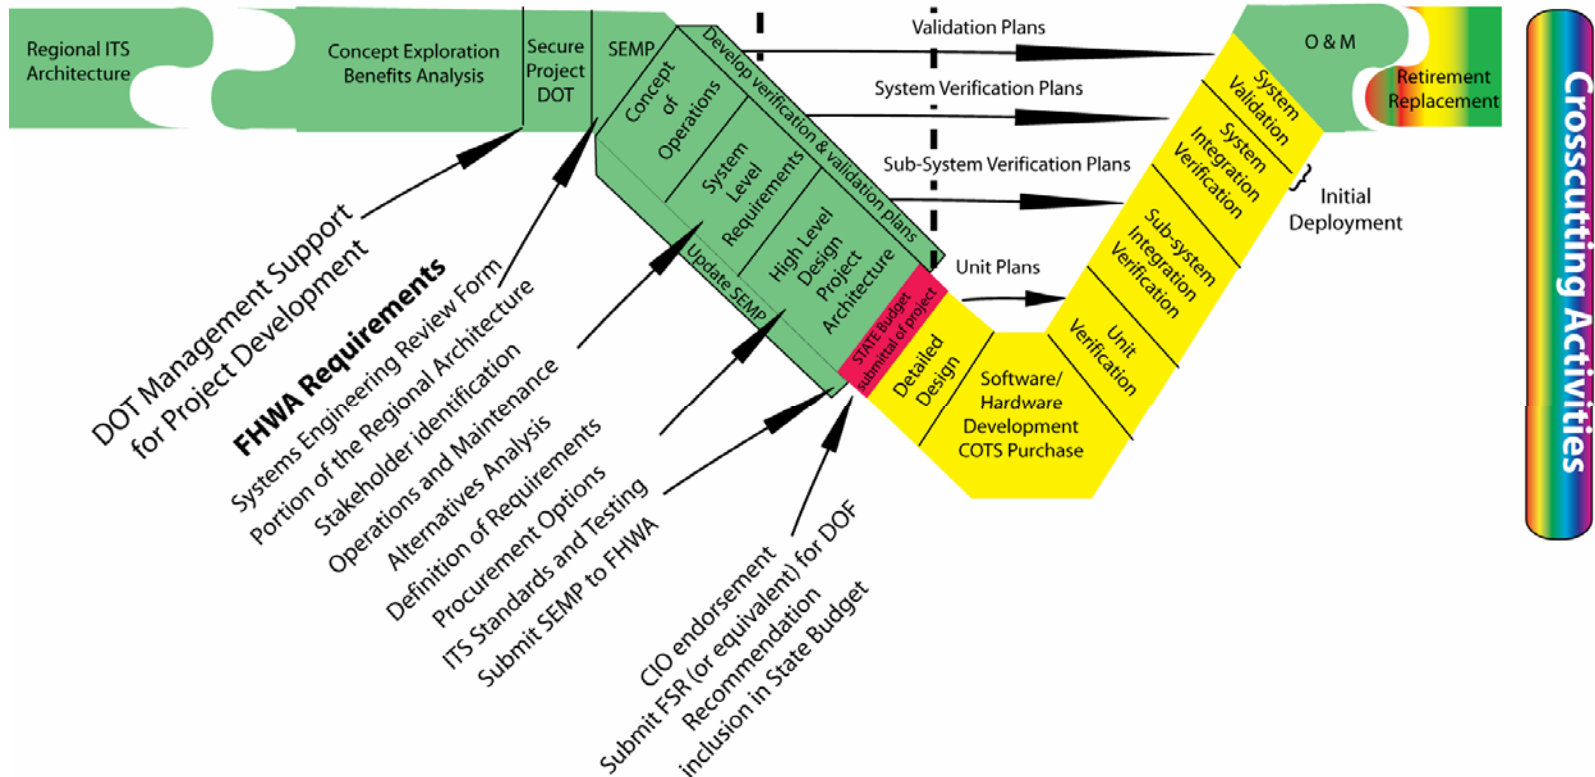 Regional ITS
Architecture
Concept Exploration
Benefits Analysis
Secure
Project
DOT
SEMP
Concept
of
Operations
System
Level
Requirements
High Level
Design
Project
Architecture
Develop verification & validation plans
Update SEMP
STATE Budget
submittal of project
Detailed
Design
Software/
Hardware
Development
COTS Purchase
Unit
Verification
Sub-system
Integration
Verification
System
Integration
Verification
System
Validation
O & M
Retirement
Replacement
Validation Plans
System Verification Plans
Sub-System Verification Plans
Unit Plans
Initial
Deployment
Crosscutting Activities
DOT Management Support
for Project Development
FHWA Requirements
Systems Engineering Review Form
Portion of the Regional Architecture
Stakeholder identification
Operations and Maintenance
Alternatives Analysis
Definition of Requirements
Procurement Options
ITS Standards and Testing
Submit SEMP to FHWA
CIO endorsement
Submit FSR (or equivalent) for DOF
Recommendation
inclusion in State Budget